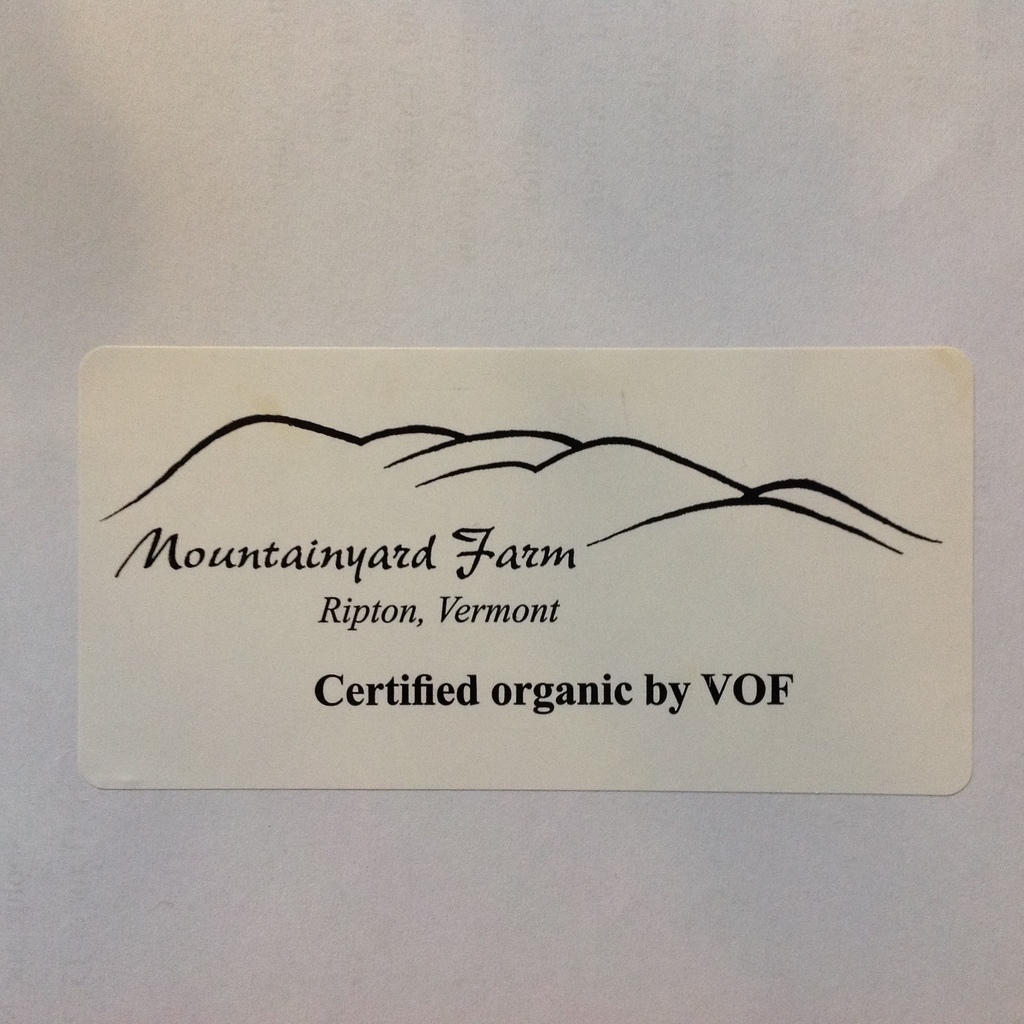 Mountainyard Farm
Ripton, Vermont
Certified organic by VOF